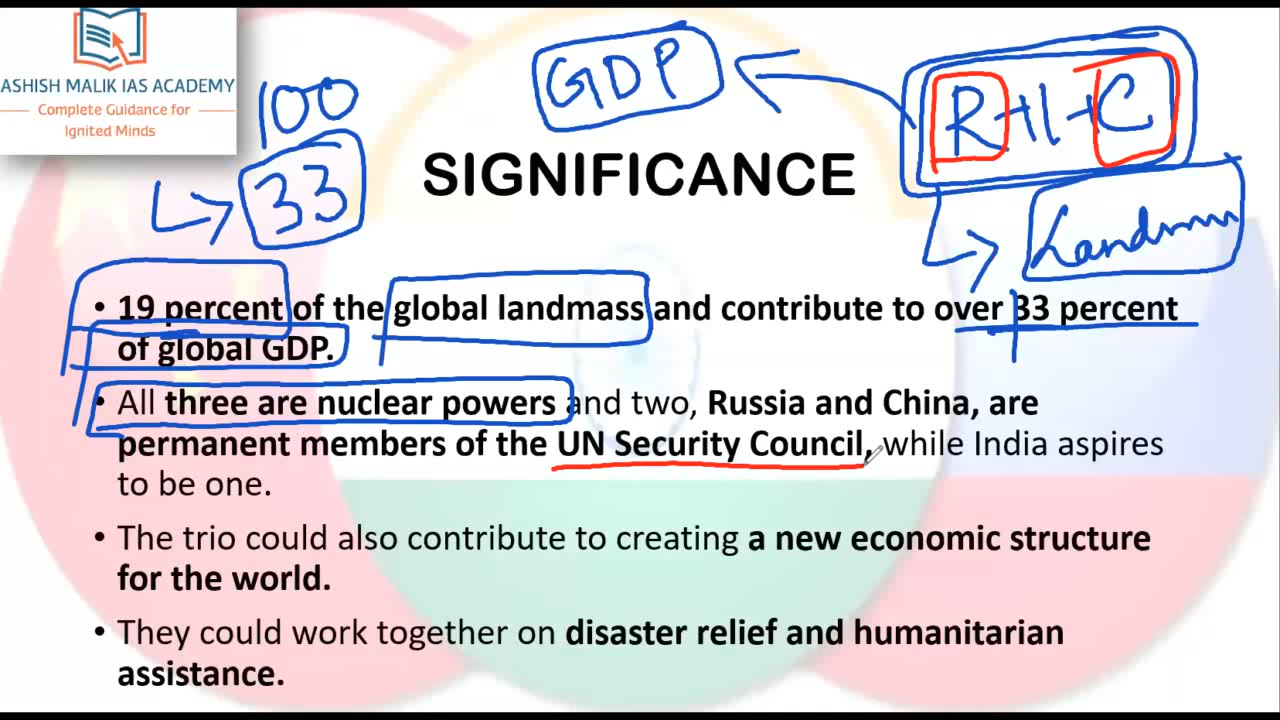 ASHISH MALIK IAS ACADEMY
Complete Guidance for
Ignited Minds
100
33
GDP
R+I+C
SIGNIFICANCE
• 19 percent of the global landmass and contribute to over 33 percent
of global GDP.
• All three are nuclear powers and two, Russia and China, are
permanent members of the UN Security Council, while India aspires
to be one.
• The trio could also contribute to creating a new economic structure
for the world.
• They could work together on disaster relief and humanitarian
assistance.